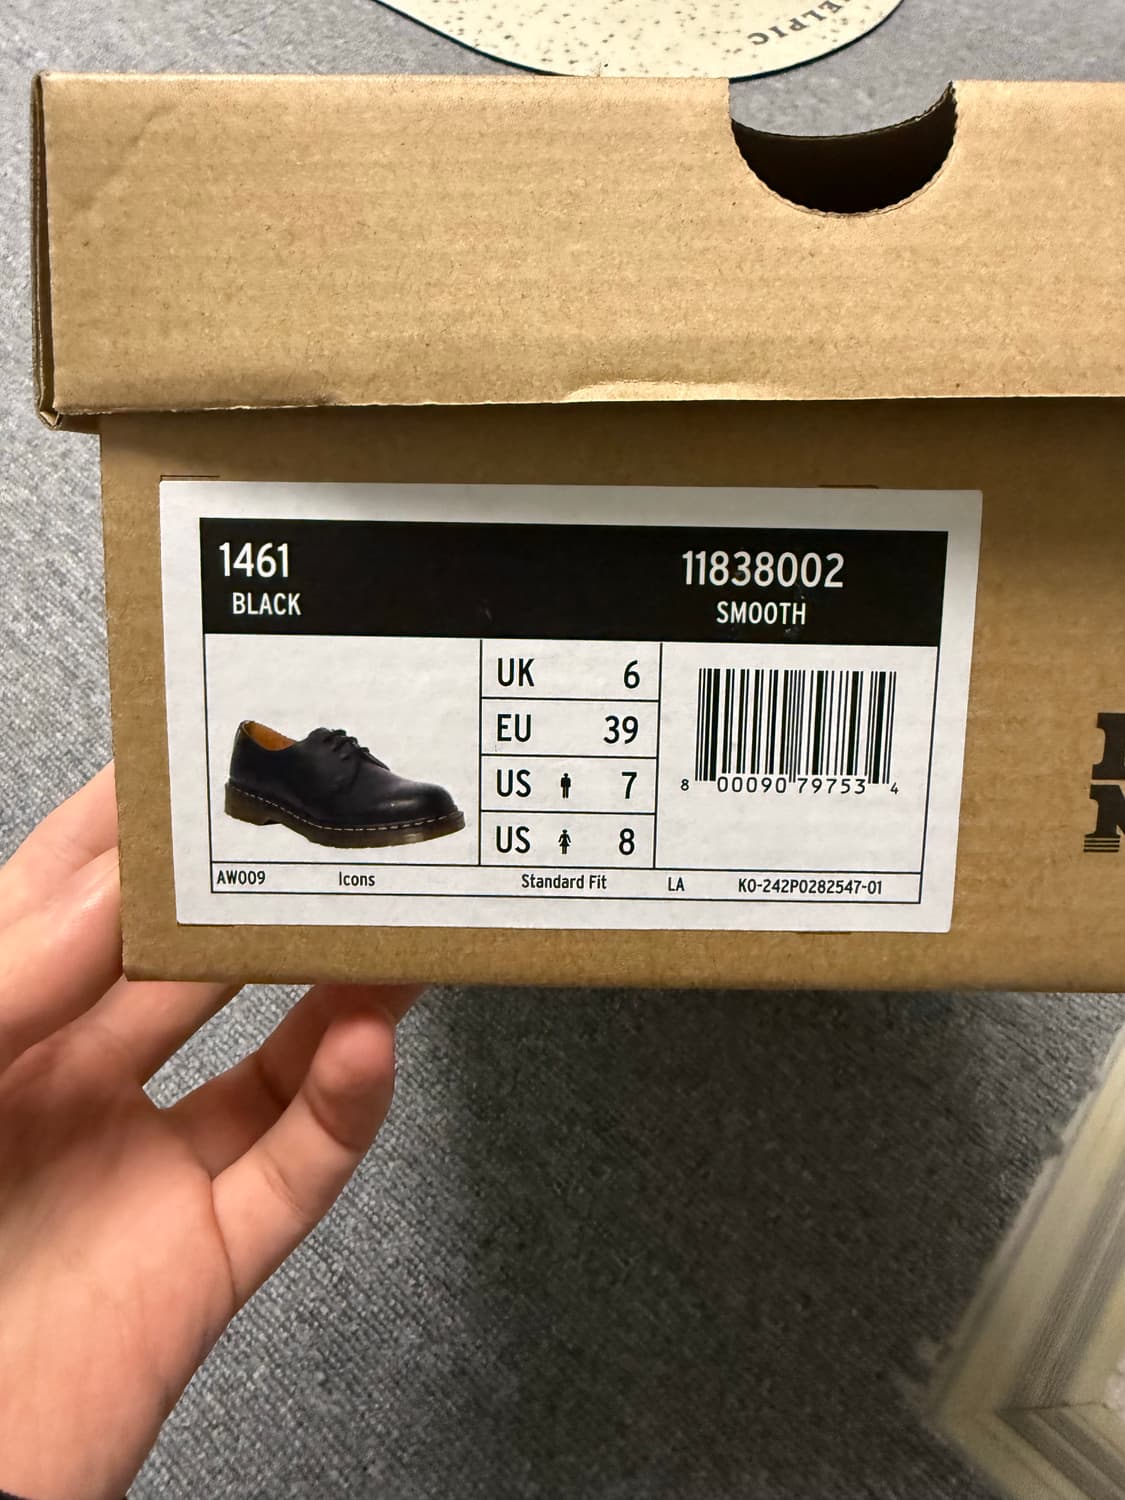 ELPIC
1461
11838002
BLACK
SMOOTH
UK 6
EU 39
US 7
US 8
8 00090 79753 4
AW009 Icons Standard Fit LA KO-242P0282547-01